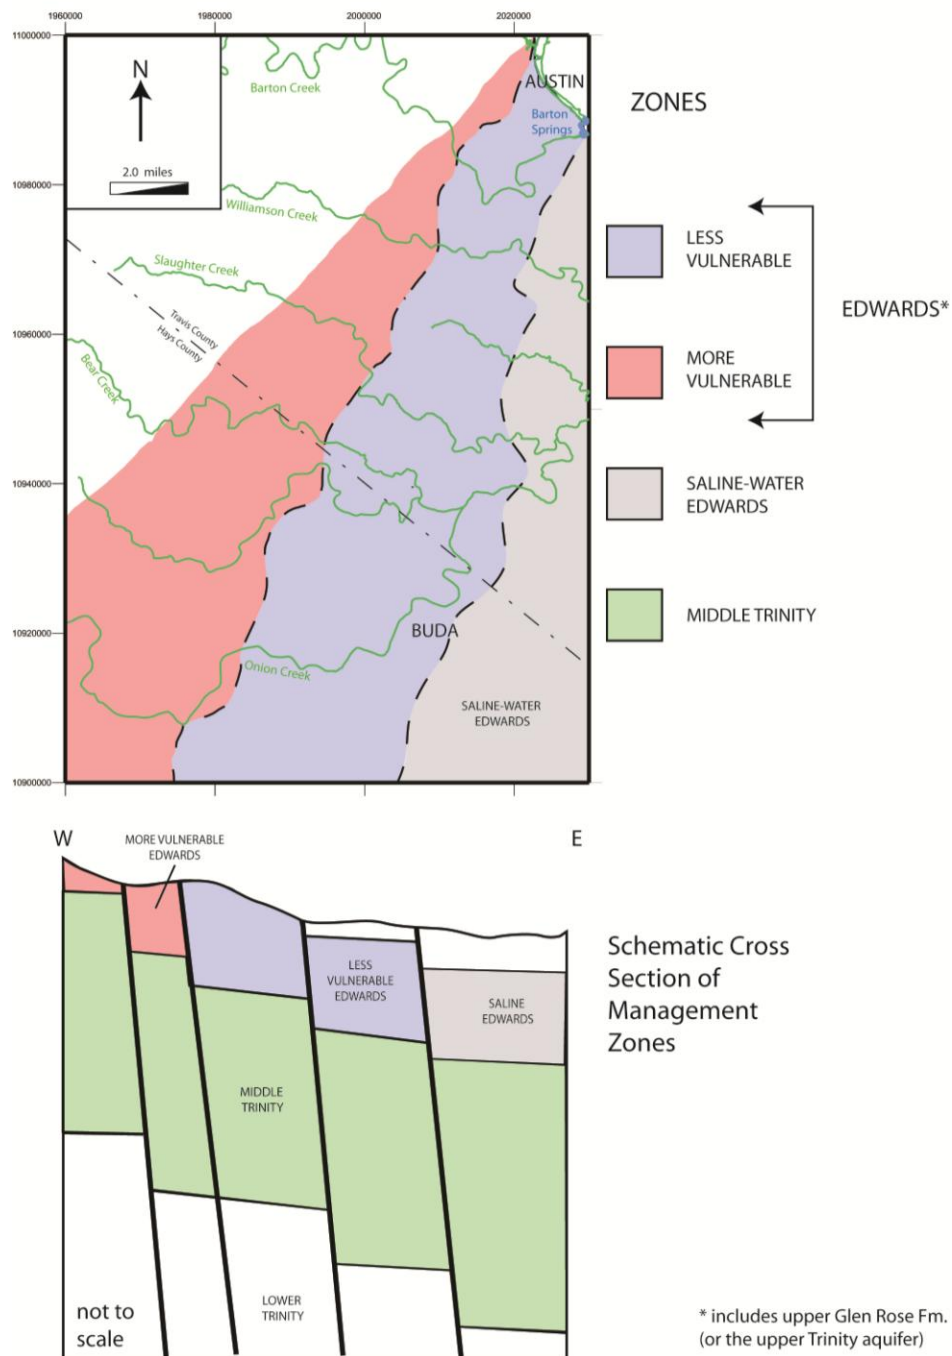 1960000
1980000
2000000
2020000
11000000
10980000
10960000
10940000
10920000
10900000
N
2.0 miles
Barton Creek
AUSTIN
Barton
Springs
Williamson Creek
Slaughter Creek
Travis County
Hays County
Bear Creek
BUDA
Onion Creek
SALINE-WATER
EDWARDS
ZONES
LESS
VULNERABLE
EDWARDS*
MORE
VULNERABLE
SALINE-WATER
EDWARDS
MIDDLE TRINITY
W
E
MORE VULNERABLE
EDWARDS
LESS
VULNERABLE
EDWARDS
SALINE
EDWARDS
MIDDLE
TRINITY
LOWER
TRINITY
not to
scale
Schematic Cross
Section of
Management
Zones
* includes upper Glen Rose Fm.
(or the upper Trinity aquifer)